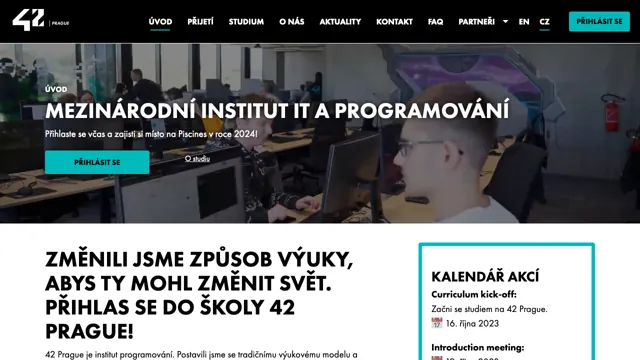 42 PRAGUE
ÚVOD PŘIJETÍ STUDIUM O NÁS AKTUALITY KONTAKT FAQ PARTNEŘI EN CZ PŘIHLÁSIT SE
ÚVOD
MEZINÁRODNÍ INSTITUT IT A PROGRAMOVÁNÍ
Přihlaste se včas a zajisti si místo na Piscines v roce 2024!
PŘIHLÁSIT SE
O studiu
ZMĚNILI JSME ZPŮSOB VÝUKY,
ABYS TY MOHL ZMĚNIT SVĚT.
PŘIHLAS SE DO ŠKOLY 42
PRAGUE!
42 Prague je institut programování. Postavili jsme se tradičnímu výukovému modelu a
KALENDÁŘ AKCÍ
Curriculum kick-off:
Začni se studiem na 42 Prague.
16. října 2023
Introduction meeting: